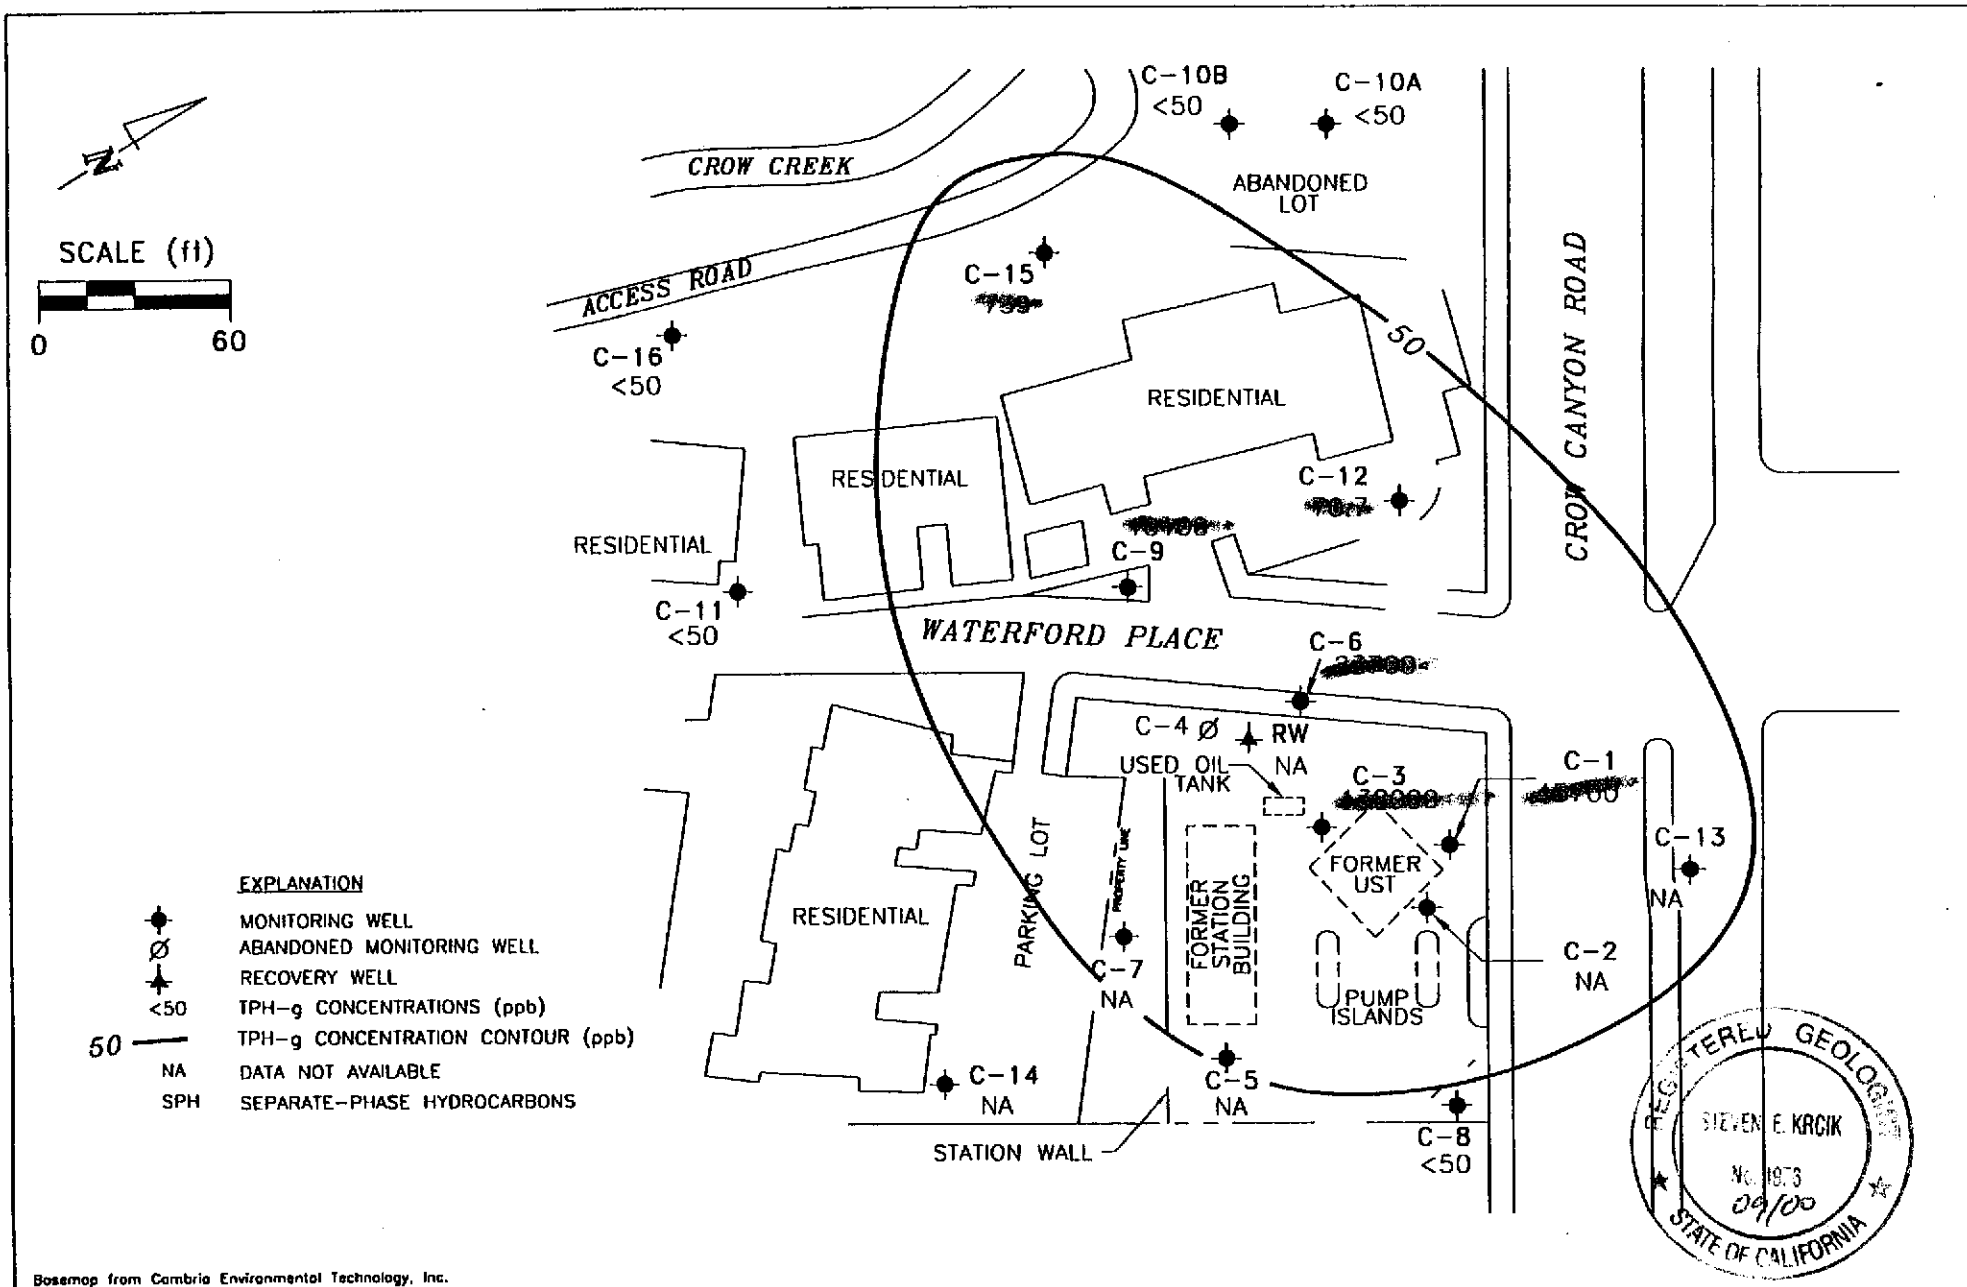 C-10B
<50
C-10A
<50
CROW CREEK
ABANDONED
LOT
N
SCALE (ft)
0 60
ACCESS ROAD
C-15
C-16
<50
50
CROW CANYON ROAD
RESIDENTIAL
RESIDENTIAL
C-12
RESIDENTIAL
C-9
C-11
<50
WATERFORD PLACE
C-6
C-4
RW
NA
USED OIL
TANK
C-3
C-1
C-13
NA
FORMER
UST
PARKING LOT
PROPERTY LINE
FORMER
STATION
BUILDING
RESIDENTIAL
C-7
NA
C-2
NA
PUMP
ISLANDS
C-5
NA
C-14
NA
STATION WALL
C-8
<50
EXPLANATION
MONITORING WELL
ABANDONED MONITORING WELL
RECOVERY WELL
<50 TPH-g CONCENTRATIONS (ppb)
50 TPH-g CONCENTRATION CONTOUR (ppb)
NA DATA NOT AVAILABLE
SPH SEPARATE-PHASE HYDROCARBONS
REGISTERED GEOLOGIST
STEVEN E. KRCIK
No.
09/00
STATE OF CALIFORNIA
Basemap from Cambria Environmental Technology, Inc.